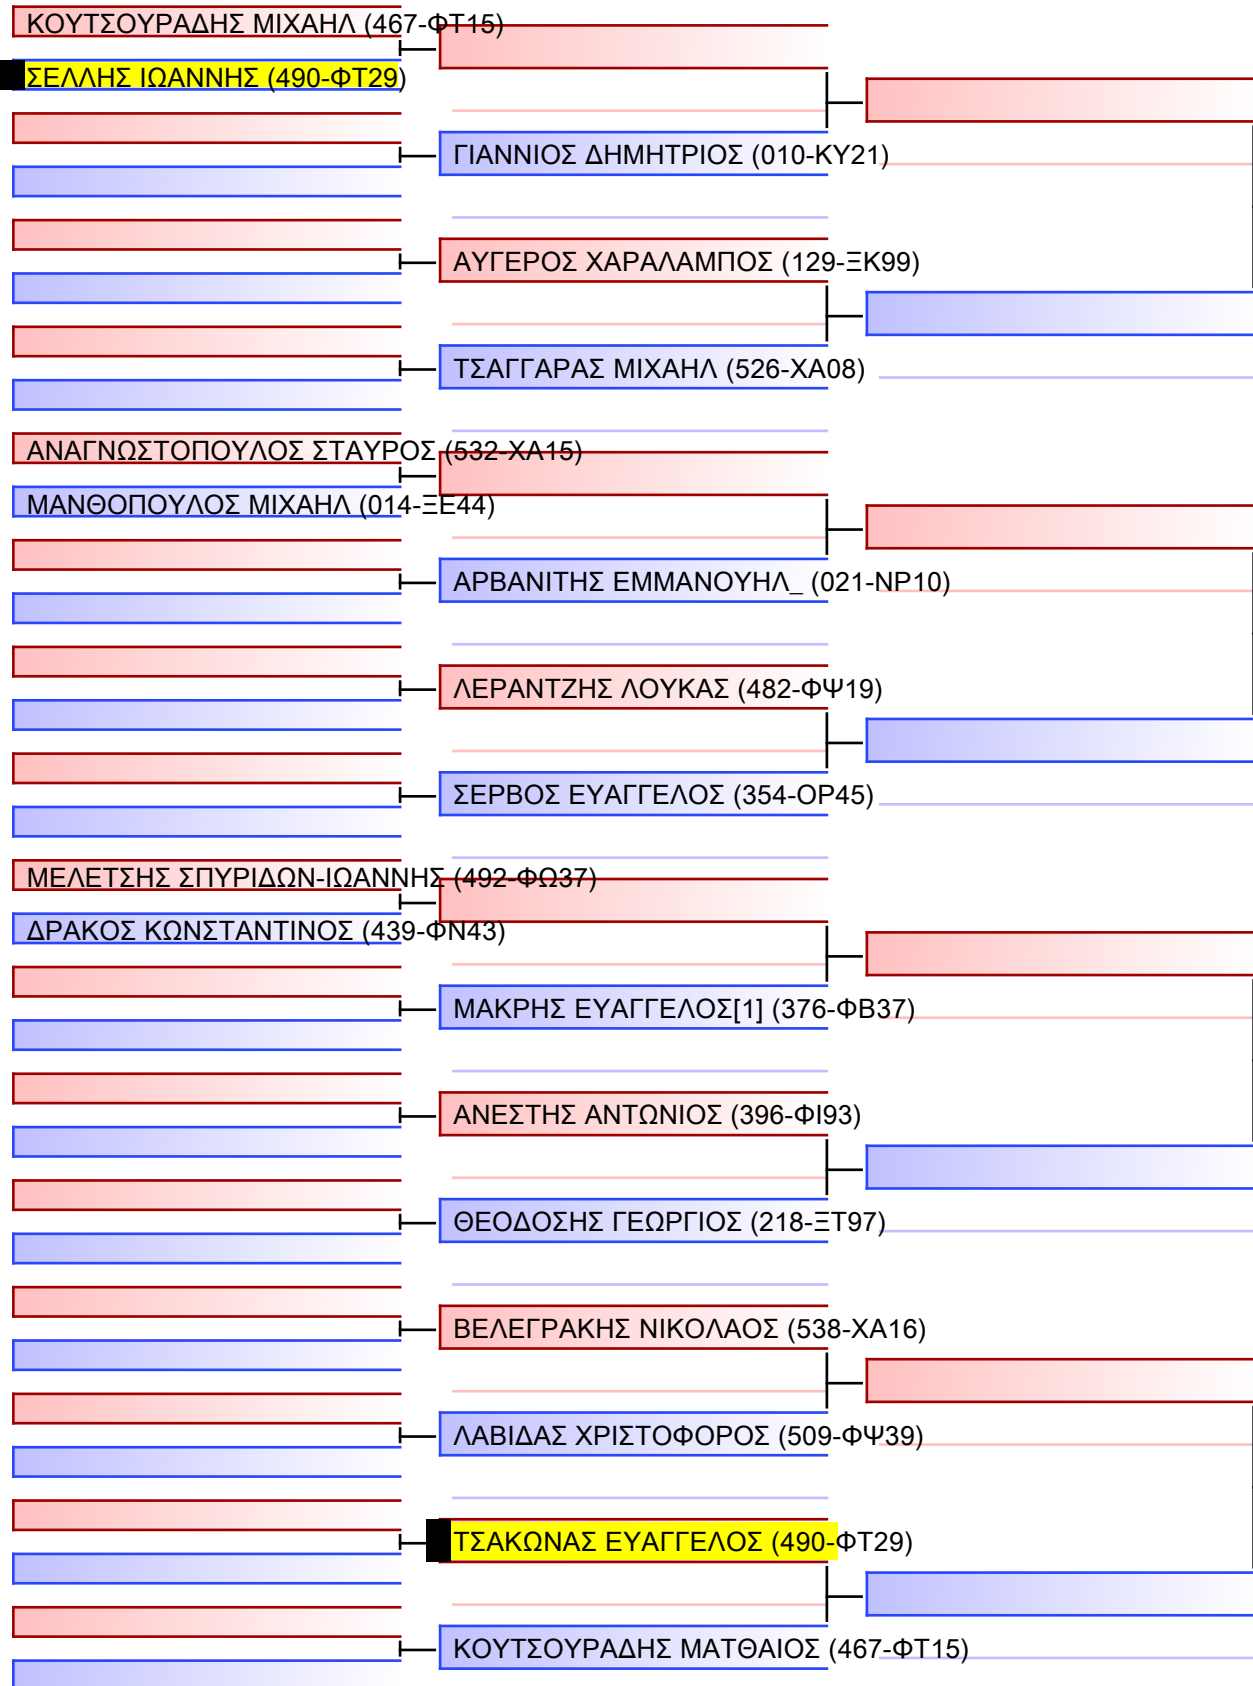 ΚΟΥΤΣΟΥΡΑΔΗΣ ΜΙΧΑΗΛ (467-ΦΤ15)
ΣΕΛΛΗΣ ΙΩΑΝΝΗΣ (490-ΦΤ29)
ΓΙΑΝΝΙΟΣ ΔΗΜΗΤΡΙΟΣ (010-ΚΥ21)
ΑΥΓΕΡΟΣ ΧΑΡΑΛΑΜΠΟΣ (129-ΞΚ99)
ΤΣΑΓΓΑΡΑΣ ΜΙΧΑΗΛ (526-ΧΑ08)
ΑΝΑΓΝΩΣΤΟΠΟΥΛΟΣ ΣΤΑΥΡΟΣ (532-ΧΑ15)
ΜΑΝΘΟΠΟΥΛΟΣ ΜΙΧΑΗΛ (014-ΞΕ44)
ΑΡΒΑΝΙΤΗΣ ΕΜΜΑΝΟΥΗΛ_ (021-ΝΡ10)
ΛΕΡΑΝΤΖΗΣ ΛΟΥΚΑΣ (482-ΦΨ19)
ΣΕΡΒΟΣ ΕΥΑΓΓΕΛΟΣ (354-ΟΡ45)
ΜΕΛΕΤΣΗΣ ΣΠΥΡΙΔΩΝ-ΙΩΑΝΝΗΣ (492-ΦΩ37)
ΔΡΑΚΟΣ ΚΩΝΣΤΑΝΤΙΝΟΣ (439-ΦΝ43)
ΜΑΚΡΗΣ ΕΥΑΓΓΕΛΟΣ[1] (376-ΦΒ37)
ΑΝΕΣΤΗΣ ΑΝΤΩΝΙΟΣ (396-ΦΙ93)
ΘΕΟΔΟΣΗΣ ΓΕΩΡΓΙΟΣ (218-ΞΤ97)
ΒΕΛΕΓΡΑΚΗΣ ΝΙΚΟΛΑΟΣ (538-ΧΑ16)
ΛΑΒΙΔΑΣ ΧΡΙΣΤΟΦΟΡΟΣ (509-ΦΨ39)
ΤΣΑΚΩΝΑΣ ΕΥΑΓΓΕΛΟΣ (490-ΦΤ29)
ΚΟΥΤΣΟΥΡΑΔΗΣ ΜΑΤΘΑΙΟΣ (467-ΦΤ15)